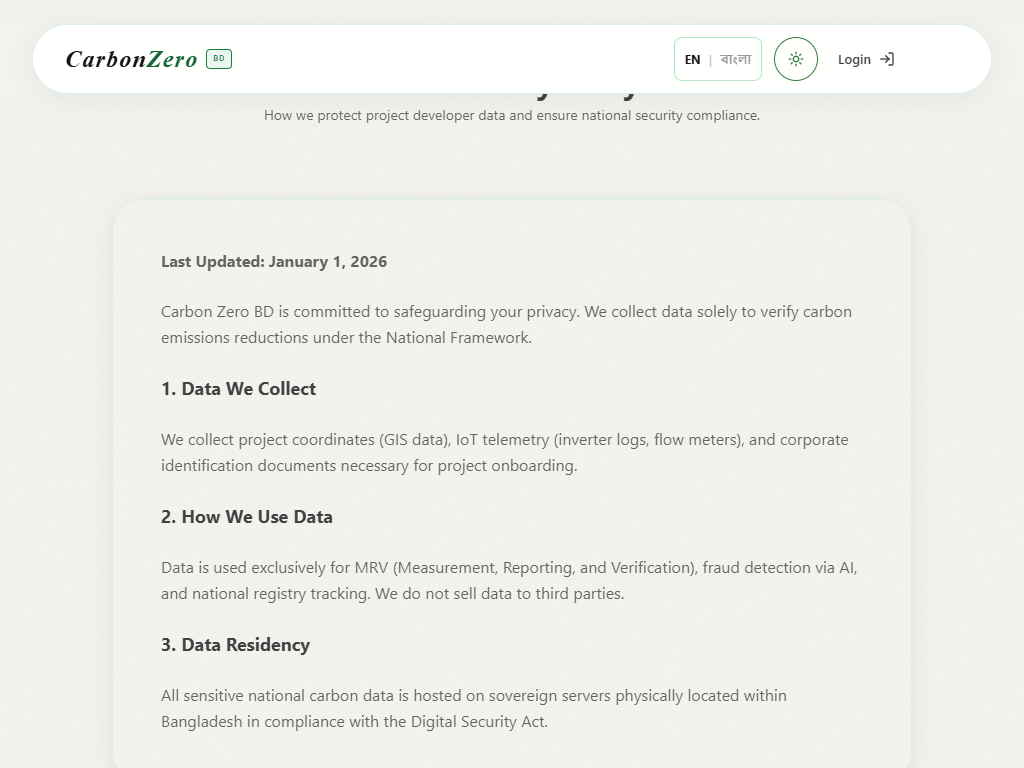 CarbonZero BD
EN | বাংলা
Login
How we protect project developer data and ensure national security compliance.
Last Updated: January 1, 2026
Carbon Zero BD is committed to safeguarding your privacy. We collect data solely to verify carbon
emissions reductions under the National Framework.
1. Data We Collect
We collect project coordinates (GIS data), IoT telemetry (inverter logs, flow meters), and corporate
identification documents necessary for project onboarding.
2. How We Use Data
Data is used exclusively for MRV (Measurement, Reporting, and Verification), fraud detection via AI,
and national registry tracking. We do not sell data to third parties.
3. Data Residency
All sensitive national carbon data is hosted on sovereign servers physically located within
Bangladesh in compliance with the Digital Security Act.